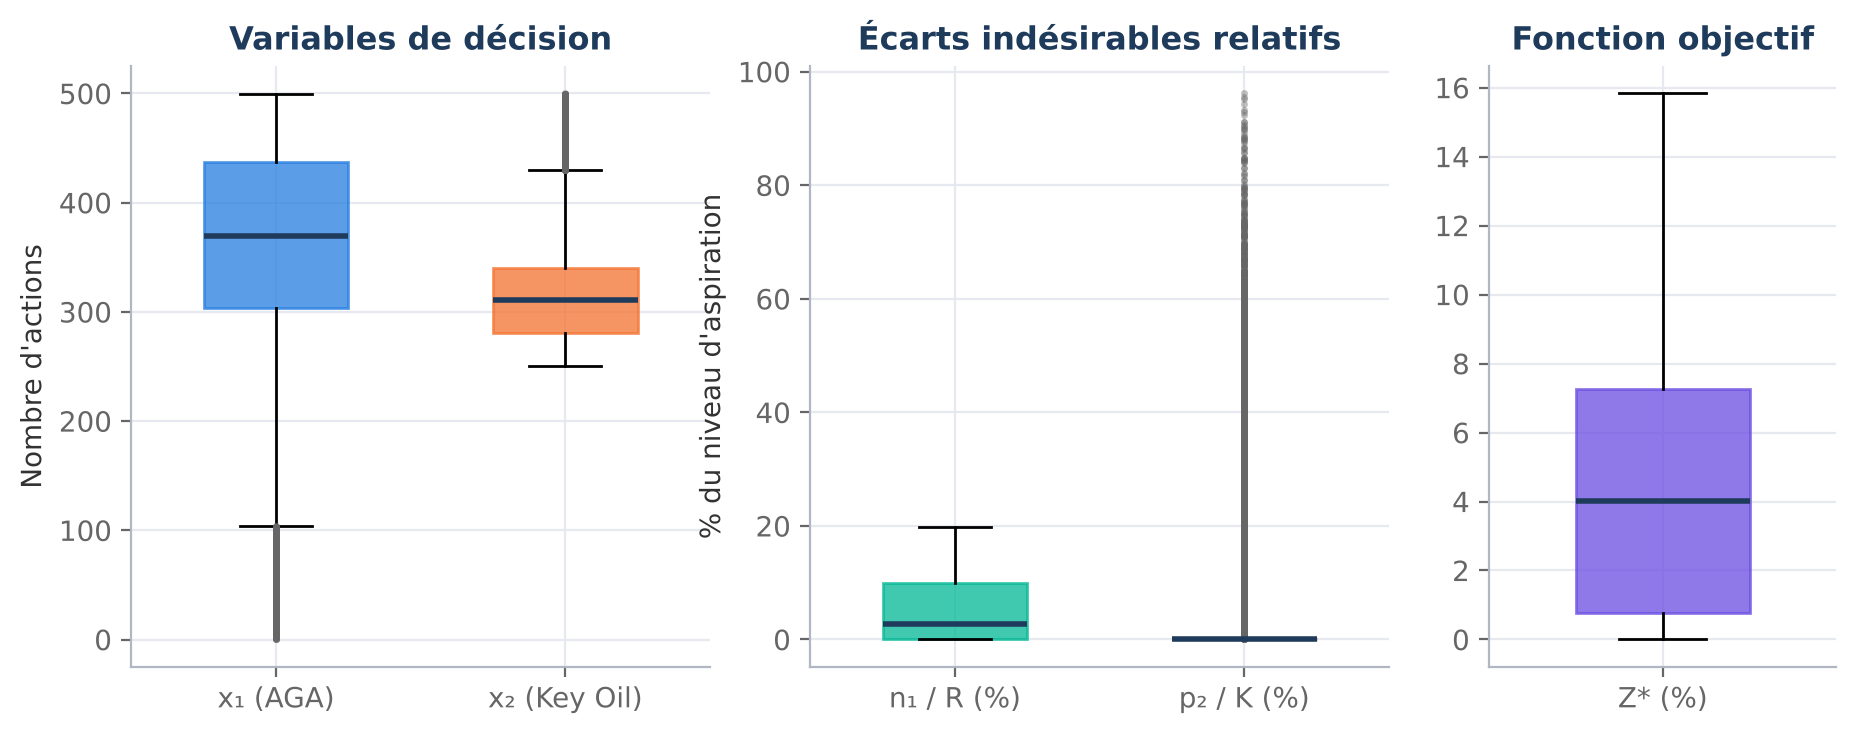 Variables de décision
Nombre d'actions
500
400
300
200
100
0
x₁ (AGA)
x₂ (Key Oil)
Écarts indésirables relatifs
% du niveau d'aspiration
100
80
60
40
20
0
n₁ / R (%)
p₂ / K (%)
Fonction objectif
16
14
12
10
8
6
4
2
0
Z* (%)